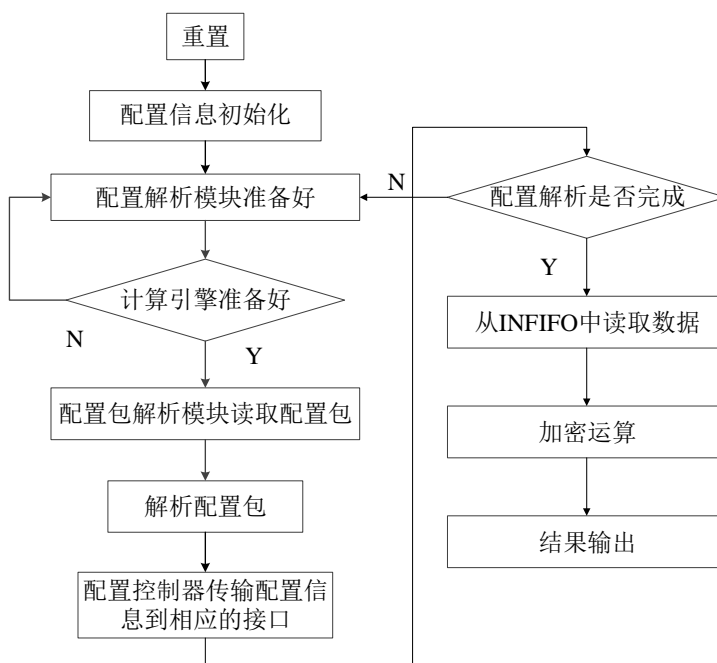 重置
配置信息初始化
配置解析模块准备好
计算引擎准备好
N
Y
配置包解析模块读取配置包
解析配置包
配置控制器传输配置信
息到相应的接口
配置解析是否完成
N
Y
从INFIFO中读取数据
加密运算
结果输出